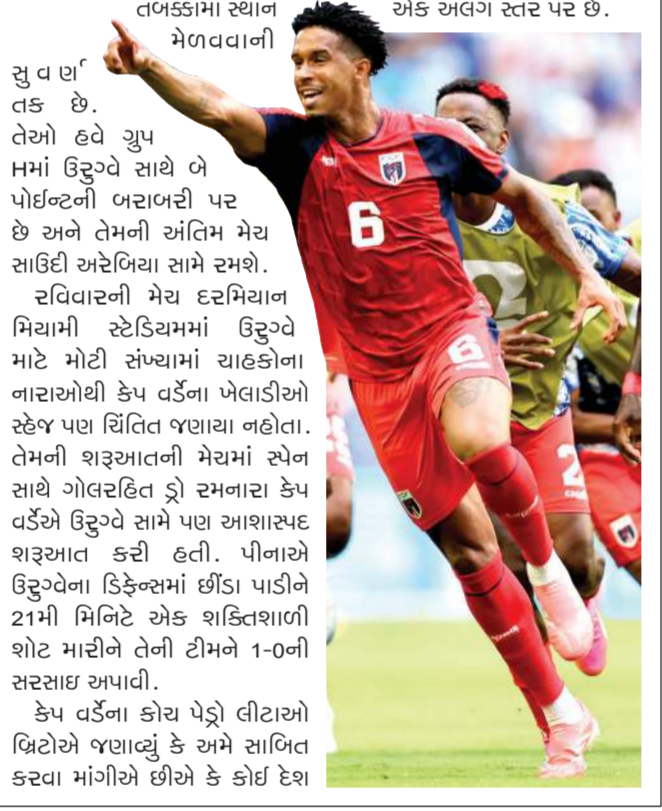 તબક્કામાં સ્થાન
મેળવવાની
સુવર્ણ
તક છે.
તેઓ હવે ગ્રુપ
Hમાં ઉરુગ્વે સાથે બે
પોઈન્ટની બરાબરી પર
છે અને તેમની અંતિમ મેચ
સાઉદી અરેબિયા સામે રમશે.
રવિવારની મેચ દરમિયાન
મિયામી સ્ટેડિયમમાં ઉરુગ્વે
માટે મોટી સંખ્યામાં ચાહકોના
નારાઓથી કેપ વર્ડેના ખેલાડીઓ
સ્હેજ પણ ચિંતિત જણાયા નહોતા.
તેમની શરૂઆતની મેચમાં સ્પેન
સાથે ગોલરહિત ડ્રો રમનારા કેપ
વર્ડેએ ઉરુગ્વે સામે પણ આશાસ્પદ
શરૂઆત કરી હતી. પીનાએ
ઉરુગ્વેના ડિફેન્સમાં છીંડા પાડીને
21મી મિનિટે એક શક્તિશાળી
શોટ મારીને તેની ટીમને 1-0ની
સરસાઇ અપાવી.
કેપ વર્ડેના કોચ પેડ્રો લીટાઓ
બ્રિટોએ જણાવ્યું કે અમે સાબિત
કરવા માંગીએ છીએ કે કોઈ દેશ
એક અલગ સ્તર પર છે.
6
6
2